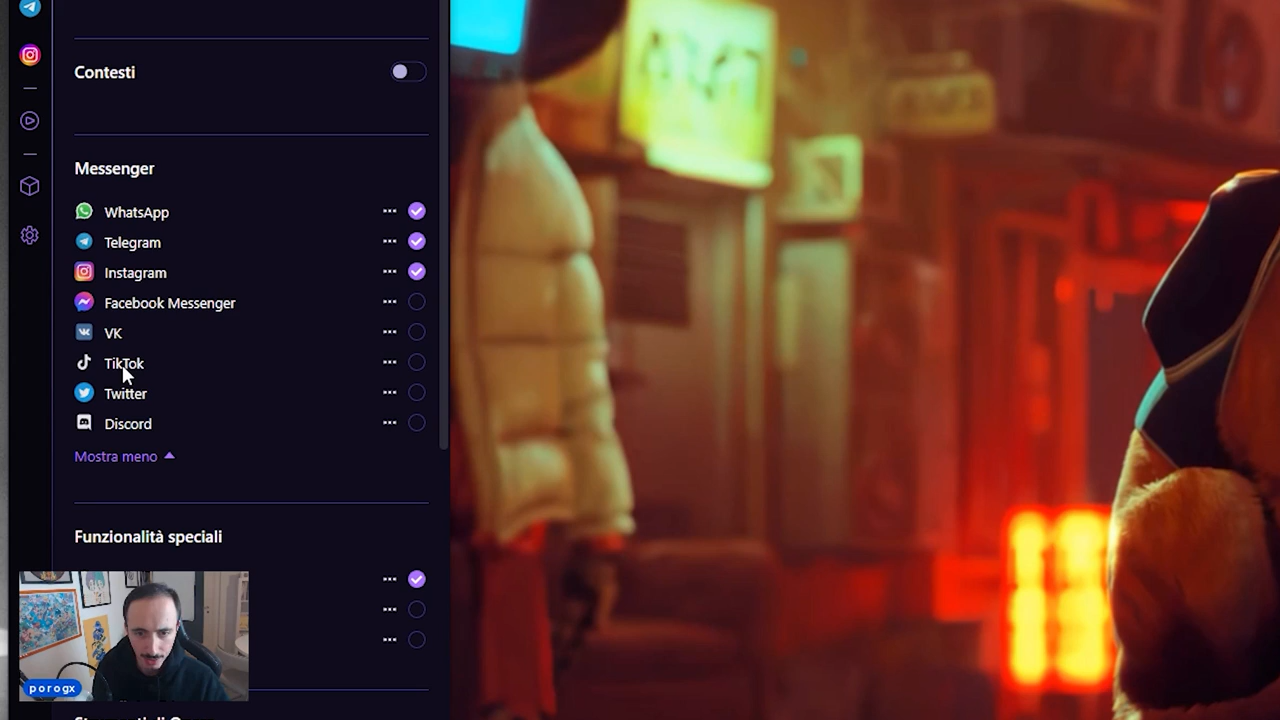 Contesti
Messenger
WhatsApp
Telegram
Instagram
Facebook Messenger
VK
TikTok
Twitter
Discord
Mostra meno
Funzionalità speciali
porogx